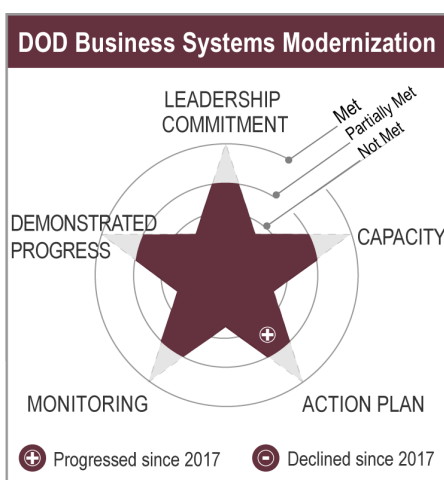 DOD Business Systems Modernization
LEADERSHIP
COMMITMENT
Met
Partially Met
Not Met
DEMONSTRATED
PROGRESS
CAPACITY
MONITORING
ACTION PLAN
Progressed since 2017
Declined since 2017